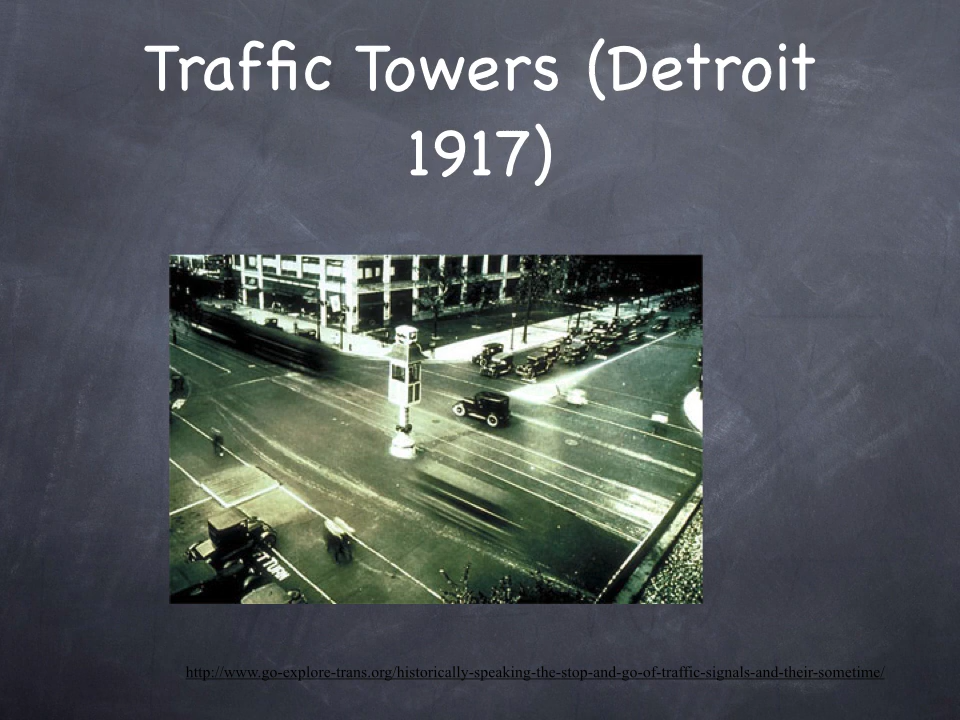 Traffic Towers (Detroit
1917)
TURN
http://www.go-explore-trans.org/historically-speaking-the-stop-and-go-of-traffic-signals-and-their-sometime/